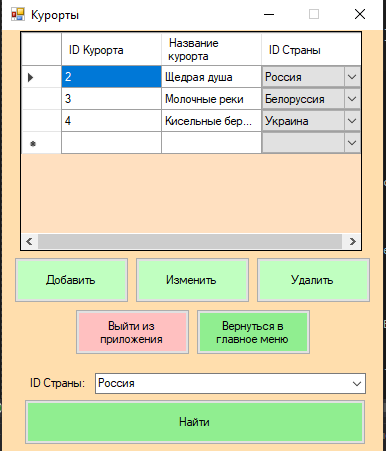 Курорты
ID Курорта Название курорта ID Страны
2 Щедрая душа Россия
3 Молочные реки Белоруссия
4 Кисельные бер... Украина
Добавить Изменить Удалить
Выйти из приложения Вернуться в главное меню
ID Страны: Россия
Найти